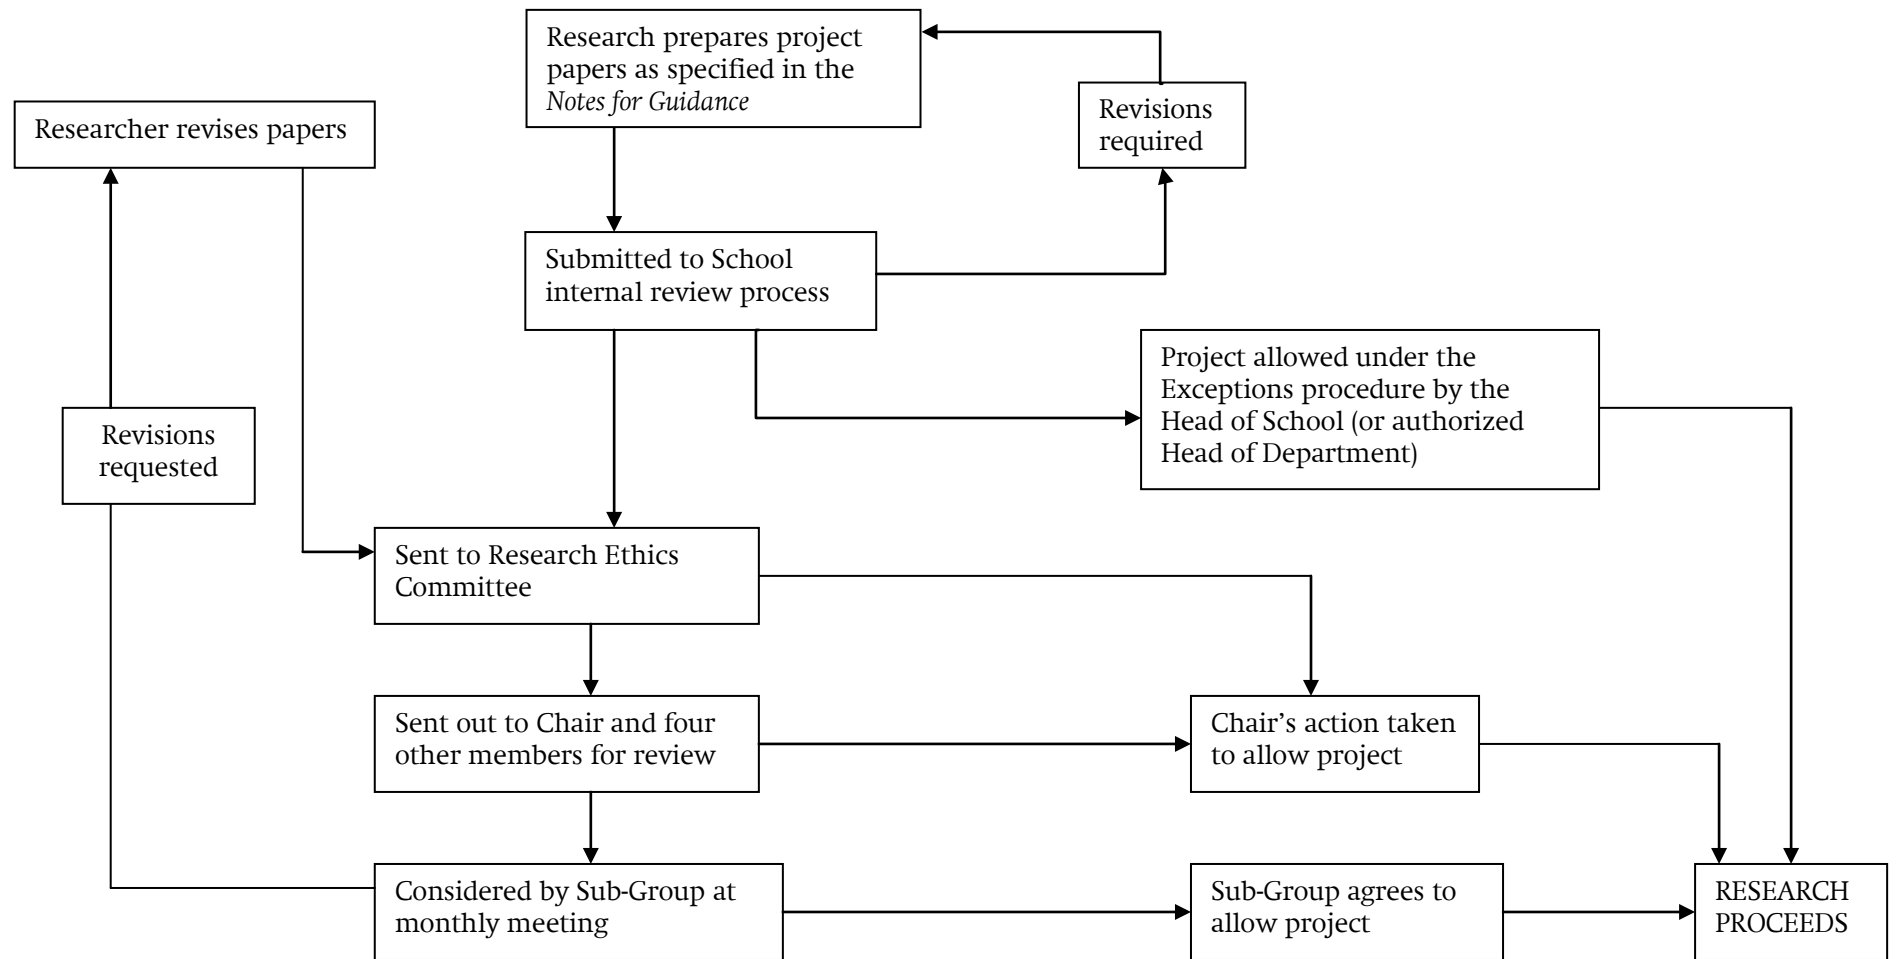 Research prepares project
papers as specified in the
Notes for Guidance
Revisions
required
Researcher revises papers
Submitted to School
internal review process
Project allowed under the
Exceptions procedure by the
Head of School (or authorized
Head of Department)
Revisions
requested
Sent to Research Ethics
Committee
Sent out to Chair and four
other members for review
Chair’s action taken
to allow project
Considered by Sub-Group at
monthly meeting
Sub-Group agrees to
allow project
RESEARCH
PROCEEDS